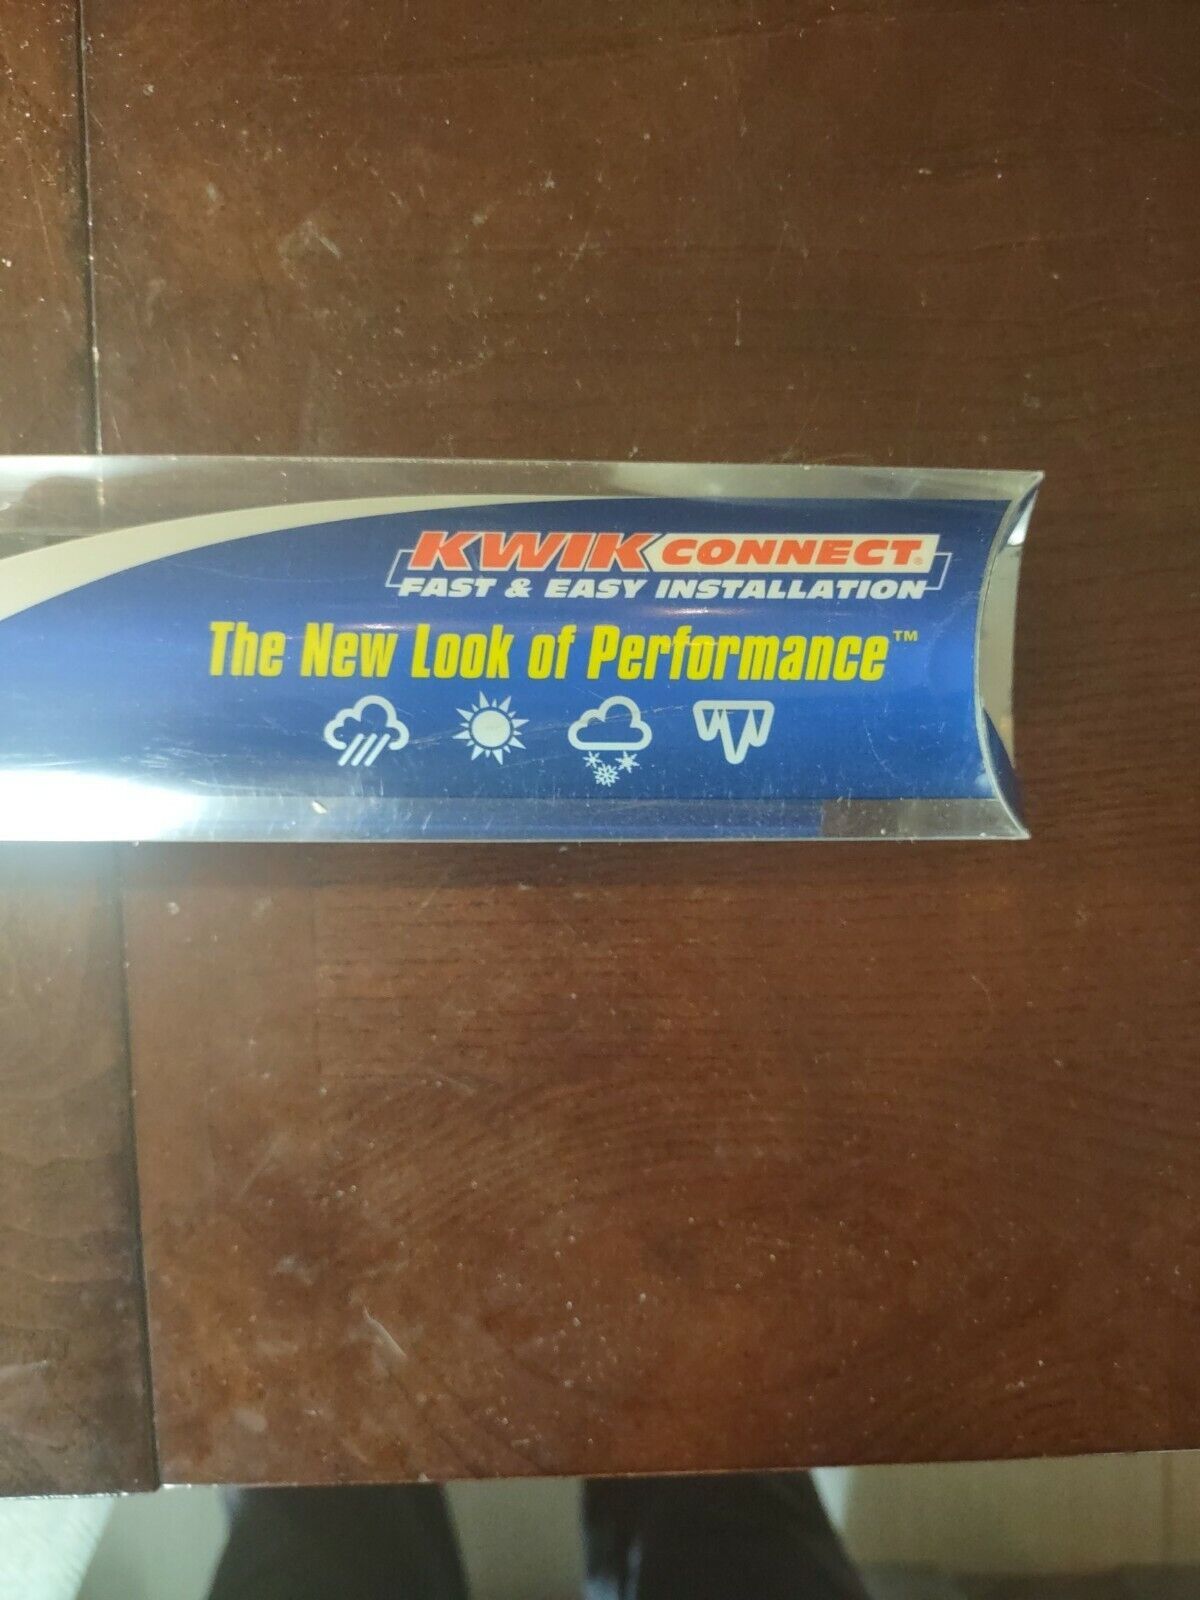 KWIK CONNECT®
FAST & EASY INSTALLATION
The New Look of Performance™